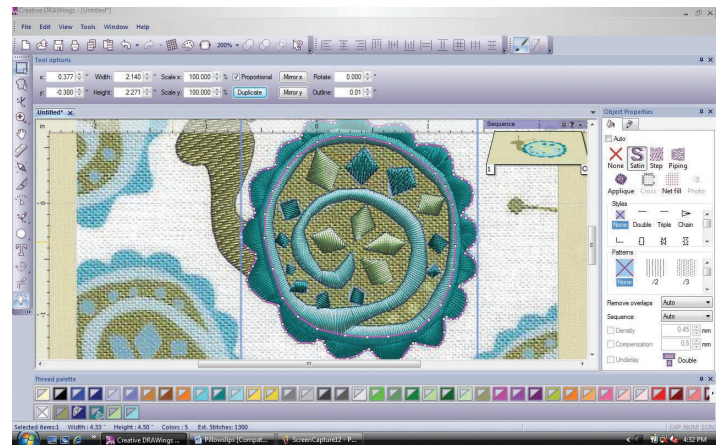 Creative DRAWings - [Untitled*]
File Edit View Tools Window Help
200%
Tool options
x: 0.377 " Width: 2.140 " Scale x: 100.000 % Proportional Mirror x Rotate: 0.000 °
y: -0.300 " Height: 2.271 " Scale y: 100.000 % Duplicate Mirror y Outline: 0.01 "
Untitled* x
in
Sequence
1
Object Properties
Auto
None Satin Step Piping
Applique Cross Net fill Photo
Styles
None Double Triple Chain
Patterns
None /2 /3
Remove overlaps Auto
Sequence Auto
Density 0.45 mm
Compensation 0.5 mm
Underlay Double
Thread palette
Selected items:1 Width : 4.33 " Height : 4.50 " Colors : 5 Est. Stitches: 1300
CAP NUM SCRL
Creative DRAWings ...
Pillowslips [Compat...
ScreenCapture12 - P...
4:32 PM